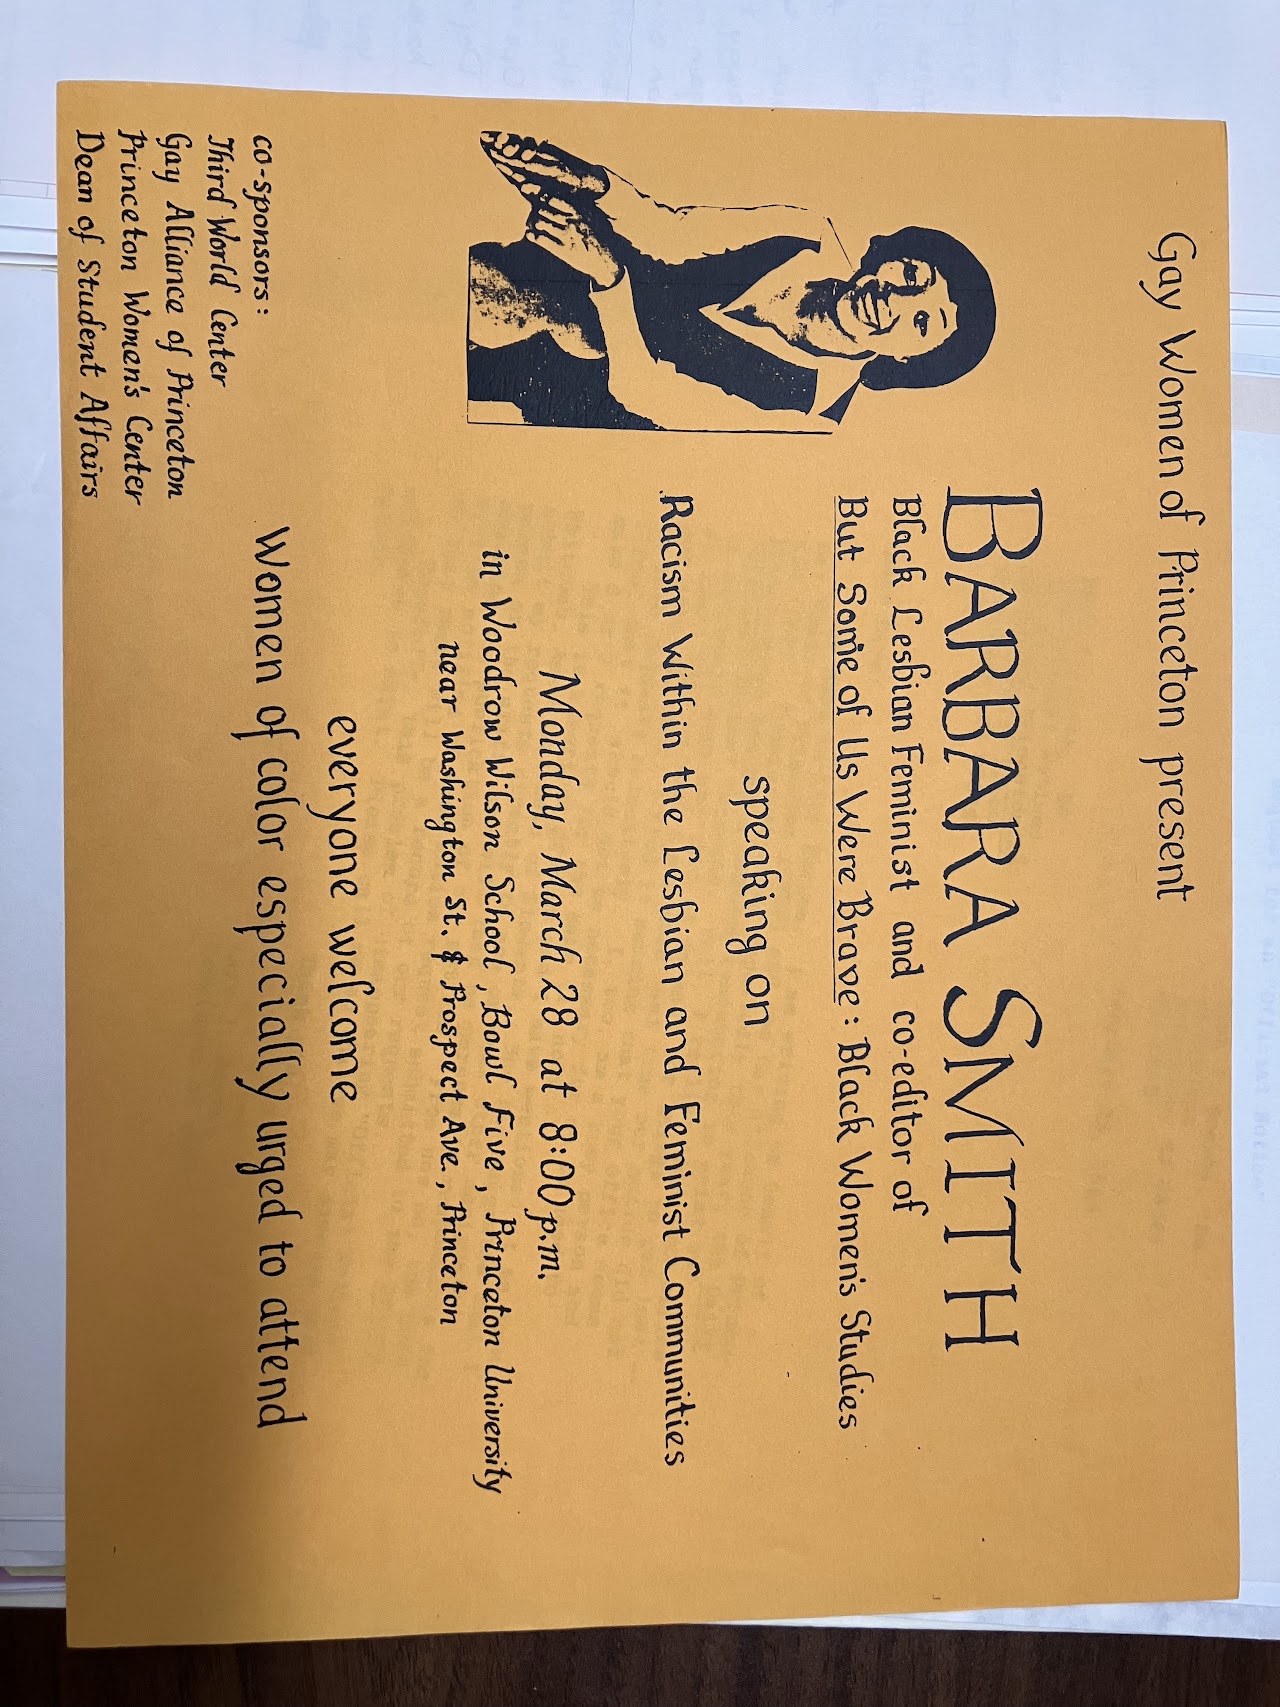 Gay Women of Princeton present
BARBARA SMITH
Black Lesbian Feminist and co-editor of
But Some of Us Were Brave: Black Women's Studies
speaking on
Racism Within the Lesbian and Feminist Communities
Monday, March 28 at 8:00 p.m.
in Woodrow Wilson School, Bowl Five, Princeton University
near Washington St. & Prospect Ave., Princeton
everyone welcome
Women of color especially urged to attend
co-sponsors:
Third World Center
Gay Alliance of Princeton
Princeton Women's Center
Dean of Student Affairs